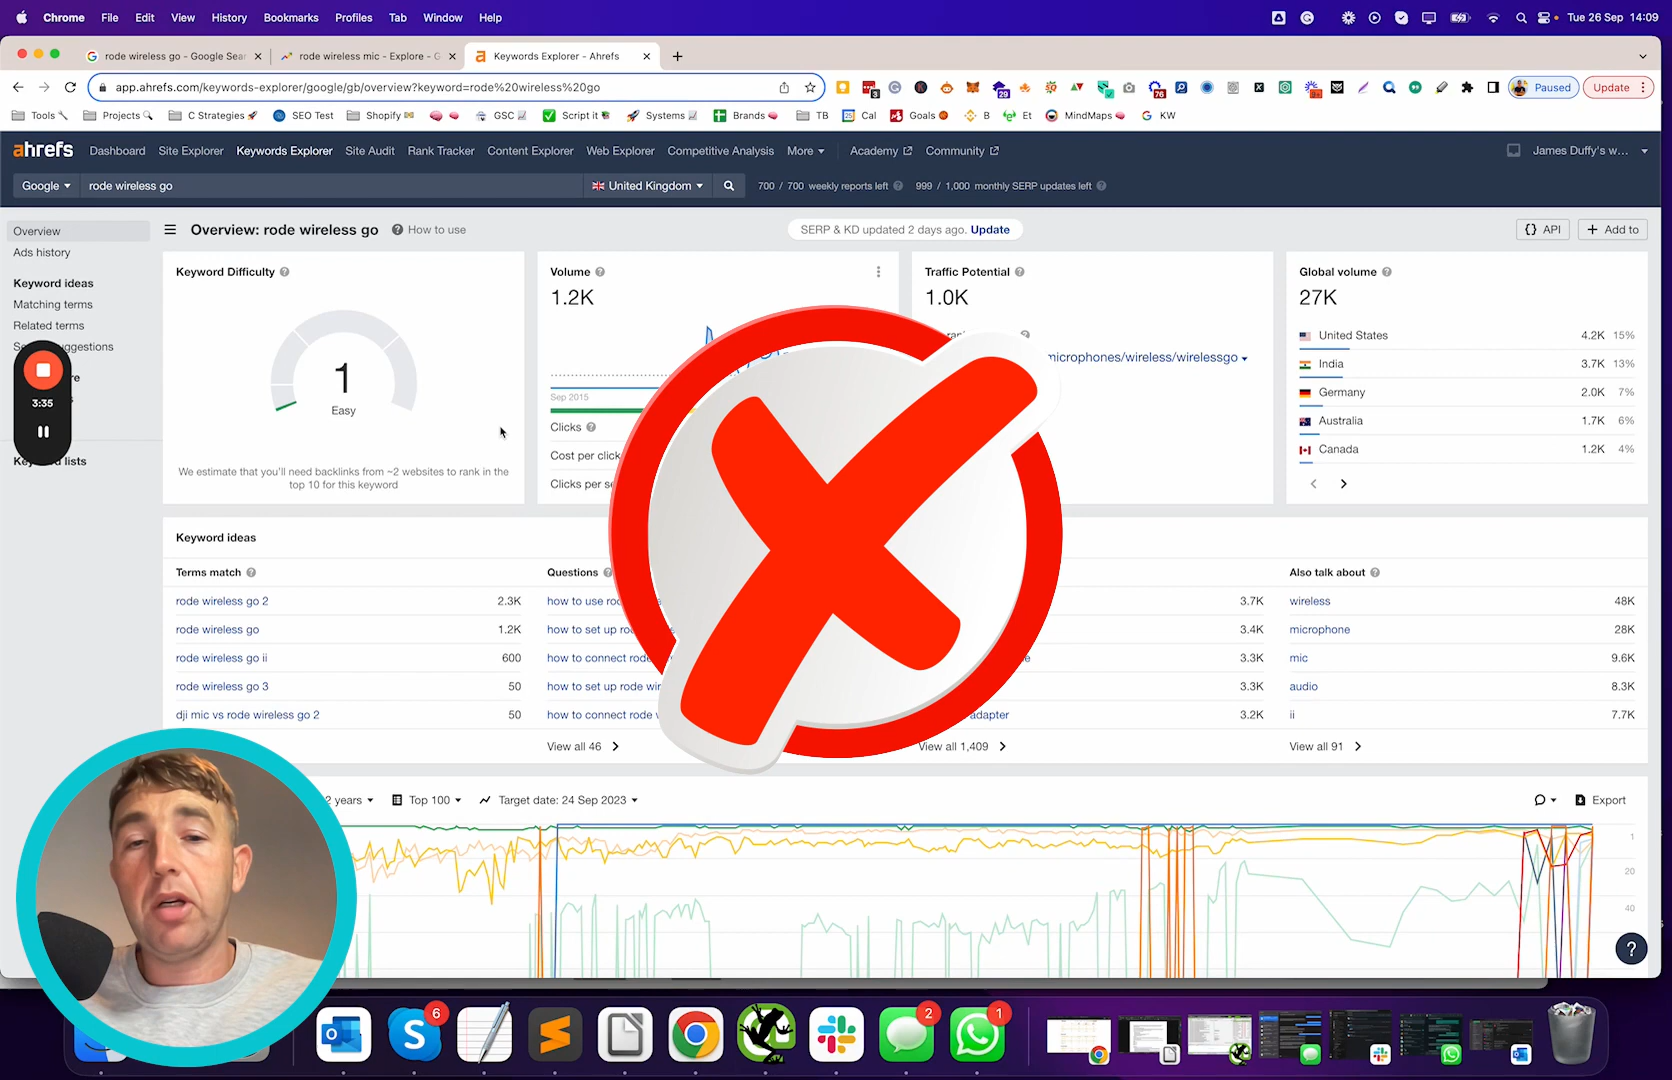 Chrome File Edit View History Bookmarks Profiles Tab Window Help Tue 26 Sep 14:09
rode wireless go - Google Sear
rode wireless mic - Explore - G
Keywords Explorer - Ahrefs
app.ahrefs.com/keywords-explorer/google/gb/overview?keyword=rode%20wireless%20go
Paused Update
Tools Projects C Strategies SEO Test Shopify GSC Script it Systems Brands TB Cal Goals B Et MindMaps KW
ahrefs Dashboard Site Explorer Keywords Explorer Site Audit Rank Tracker Content Explorer Web Explorer Competitive Analysis More Academy Community James Duffy's w...
Google rode wireless go United Kingdom 700 / 700 weekly reports left 999 / 1,000 monthly SERP updates left
Overview
Ads history
Keyword ideas
Matching terms
Related terms
3:35
Overview: rode wireless go How to use
SERP & KD updated 2 days ago. Update
API Add to
Keyword Difficulty
1
Easy
We estimate that you'll need backlinks from ~2 websites to rank in the
top 10 for this keyword
Volume
1.2K
Sep 2015
Clicks
Cost per click
Clicks per se
Traffic Potential
1.0K
microphones/wireless/wirelessgo
Global volume
27K
United States 4.2K 15%
India 3.7K 13%
Germany 2.0K 7%
Australia 1.7K 6%
Canada 1.2K 4%
Keyword ideas
Terms match
rode wireless go 2 2.3K
rode wireless go 1.2K
rode wireless go ii 600
rode wireless go 3 50
dji mic vs rode wireless go 2 50
Questions
how to use rod
how to set up rod
how to connect rode
how to set up rode wir
how to connect rode w
View all 46
3.7K
3.4K
3.3K
3.3K
adapter 3.2K
View all 1,409
Also talk about
wireless 48K
microphone 28K
mic 9.6K
audio 8.3K
ii 7.7K
View all 91
2 years Top 100 Target date: 24 Sep 2023 Export
1
20
40
?
6
2
1